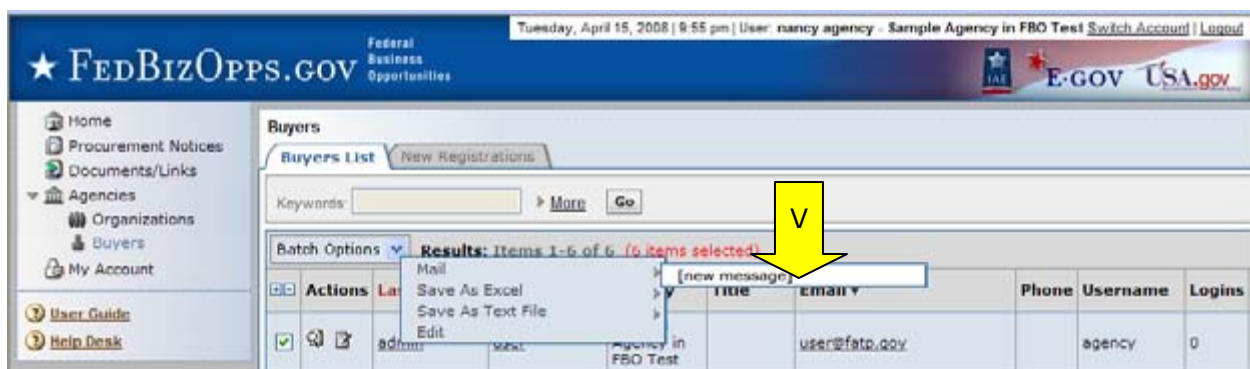 Tuesday, April 15, 2008 | 9:55 pm | User: nancy agency - Sample Agency in FBO Test Switch Account | Logout
★ FEDBIZOPPS.GOV Federal Business Opportunities
IAE E-GOV USA.gov
Home
Procurement Notices
Documents/Links
Agencies
Organizations
Buyers
My Account
User Guide
Help Desk
Buyers
Buyers List New Registrations
Keywords: More Go
V
Batch Options Results: Items 1-6 of 6 (6 items selected)
Mail
Save As Excel
Save As Text File
Edit
[new message]
Actions Title Email Phone Username Logins
admin user Agency in FBO Test user@fatp.gov agency 0